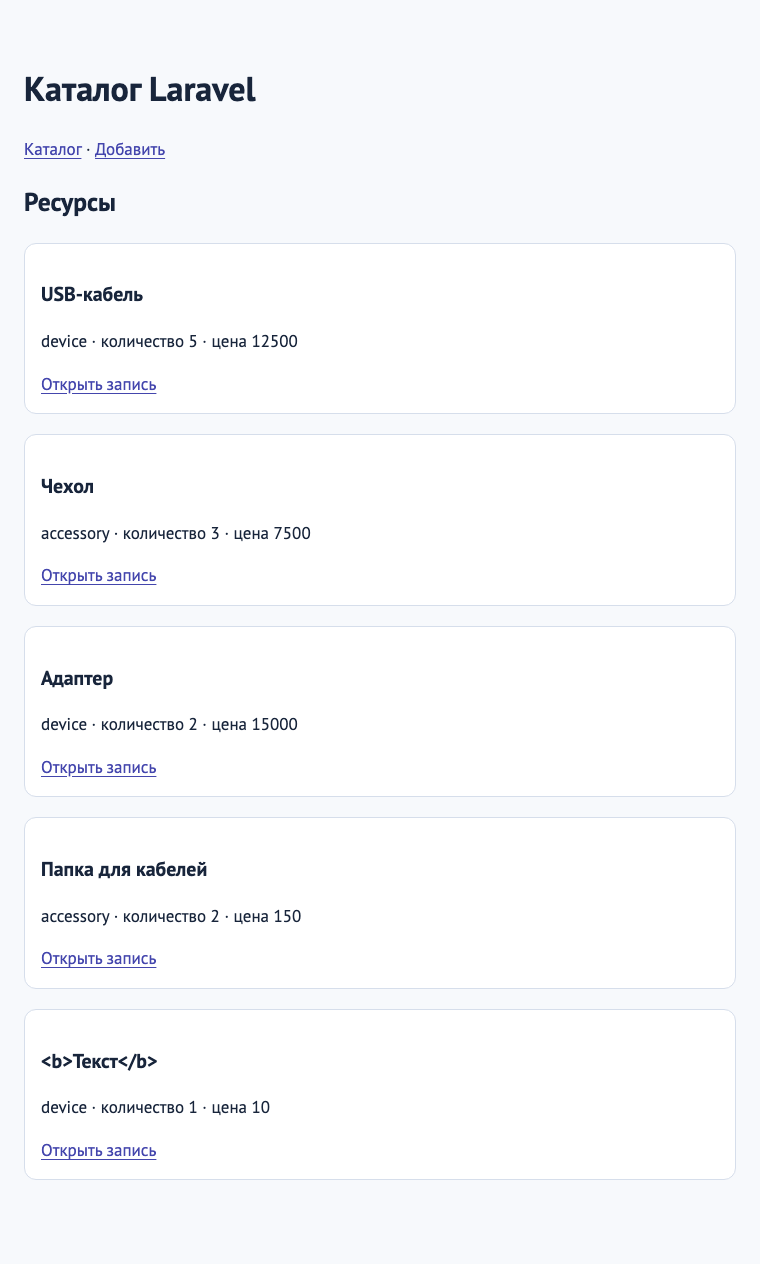 Каталог Laravel
Каталог · Добавить
Ресурсы
USB-кабель
device · количество 5 · цена 12500
Открыть запись
Чехол
accessory · количество 3 · цена 7500
Открыть запись
Адаптер
device · количество 2 · цена 15000
Открыть запись
Папка для кабелей
accessory · количество 2 · цена 150
Открыть запись
<b>Текст</b>
device · количество 1 · цена 10
Открыть запись